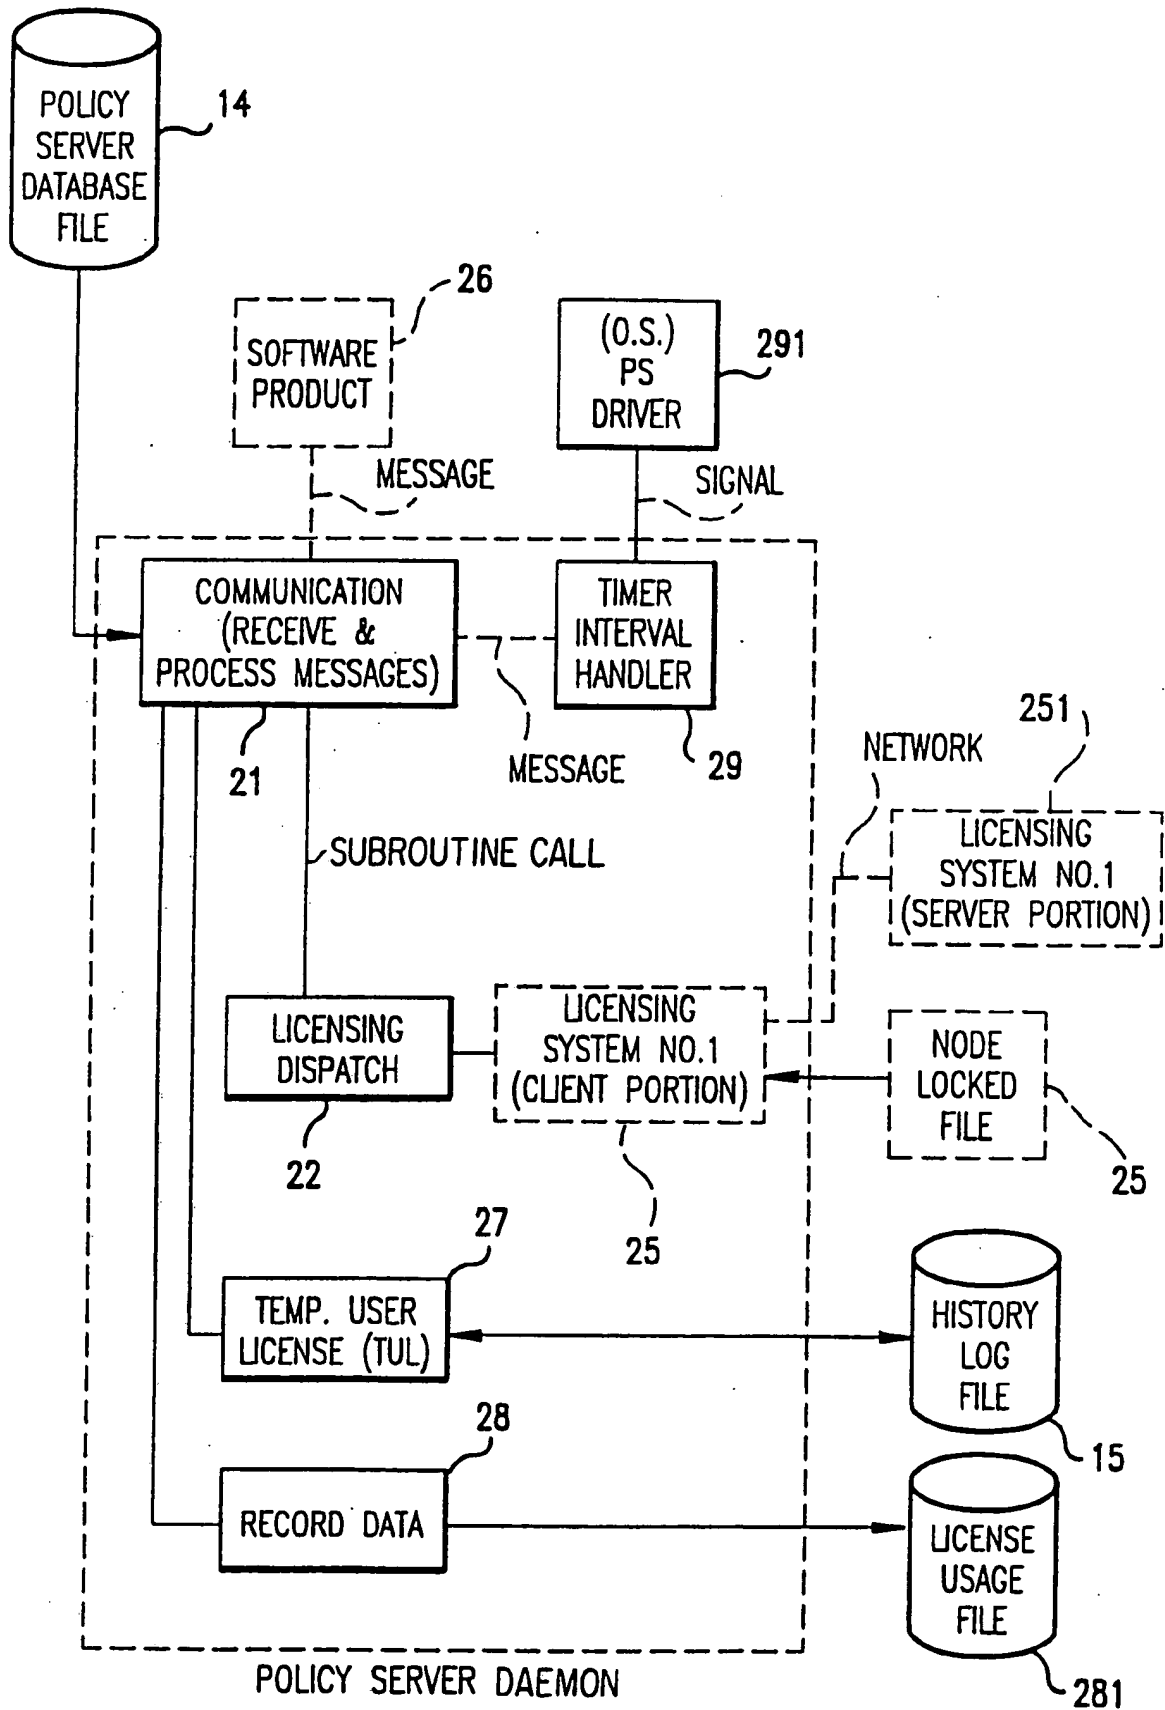 POLICY
SERVER
DATABASE
FILE
14
26
SOFTWARE
PRODUCT
(O.S.)
PS
DRIVER
291
MESSAGE
SIGNAL
COMMUNICATION
(RECEIVE &
PROCESS MESSAGES)
TIMER
INTERVAL
HANDLER
21
MESSAGE
29
251
NETWORK
SUBROUTINE CALL
LICENSING
SYSTEM NO.1
(SERVER PORTION)
LICENSING
DISPATCH
22
LICENSING
SYSTEM NO.1
(CLIENT PORTION)
25
NODE
LOCKED
FILE
25
27
TEMP. USER
LICENSE (TUL)
HISTORY
LOG
FILE
15
28
RECORD DATA
LICENSE
USAGE
FILE
281
POLICY SERVER DAEMON